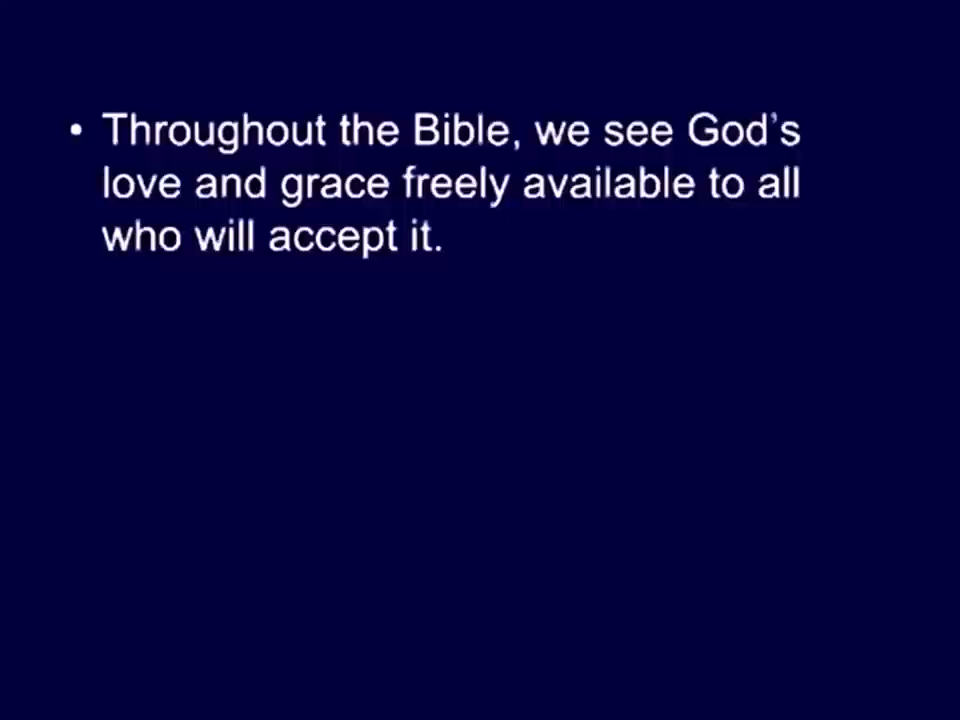 • Throughout the Bible, we see God’s
love and grace freely available to all
who will accept it.